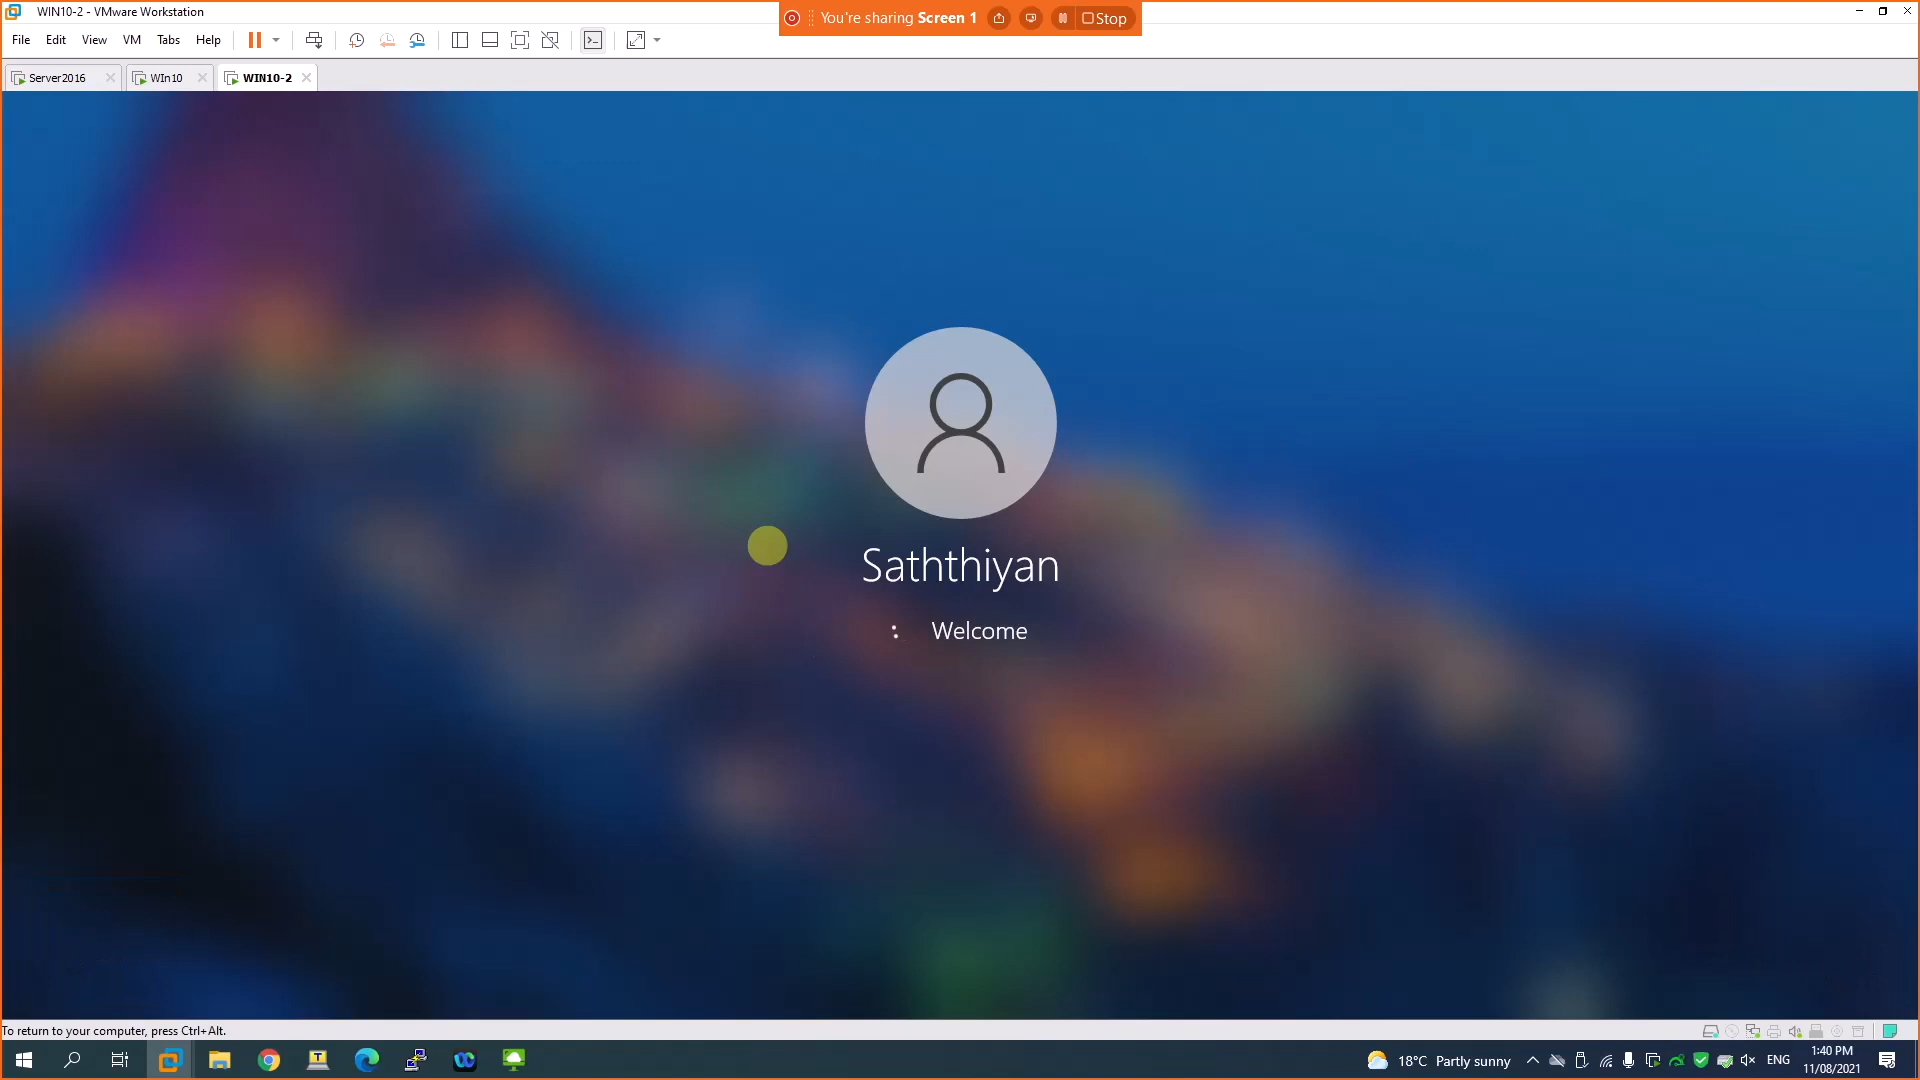 WIN10-2 - VMware Workstation
You're sharing Screen 1
Stop
File Edit View VM Tabs Help
Server2016 WIn10 WIN10-2
Saththiyan
Welcome
To return to your computer, press Ctrl+Alt.
T
18°C Partly sunny
ENG
1:40 PM
11/08/2021